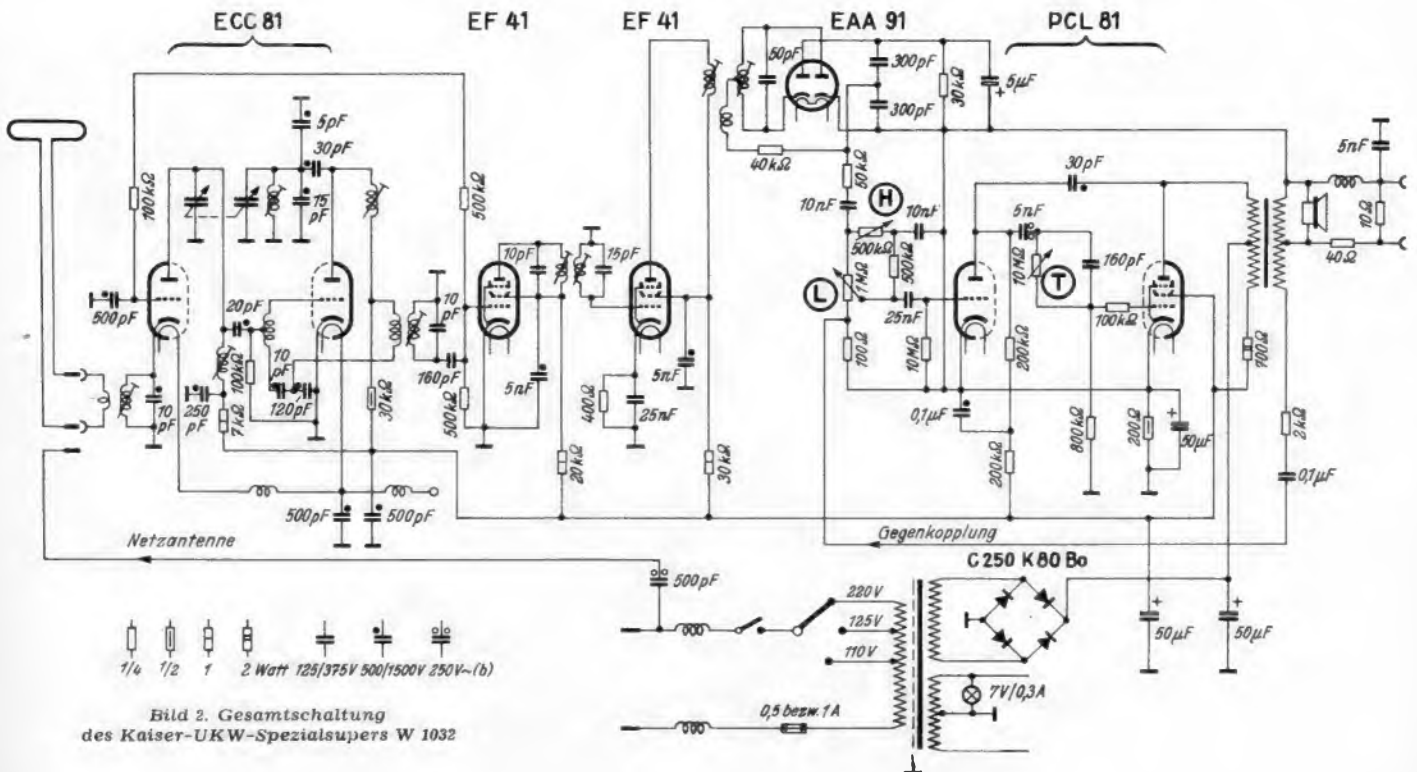 ECC 81
EF 41
EF 41
EAA 91
PCL 81
5pF
30pF
15 pF
100kΩ
500pF
10 pF
20pF
250 pF
7kΩ
100kΩ
10 pF
120pF
30kΩ
500pF
500pF
500kΩ
10 pF
160pF
500kΩ
10pF
5nF
20kΩ
15pF
400Ω
25nF
5nF
30kΩ
50pF
300pF
300pF
30kΩ
5µF
40kΩ
50kΩ
10nF
H
500kΩ
10nF
500kΩ
L
1MΩ
25nF
100Ω
10MΩ
30pF
5nF
10MΩ
T
160pF
100kΩ
200kΩ
0,1µF
200kΩ
800kΩ
200Ω
50µF
100Ω
2kΩ
0,1µF
5nF
10Ω
40Ω
Netzantenne
Gegenkopplung
500pF
220V
125V
110V
0,5 bezw. 1A
C 250 K 80 Bo
7V/0,3A
50µF
50µF
1/4 1/2 1 2 Watt 125/375V 500/1500V 250V~(b)
Bild 2. Gesamtschaltung
des Kaiser-UKW-Spezialsupers W 1032